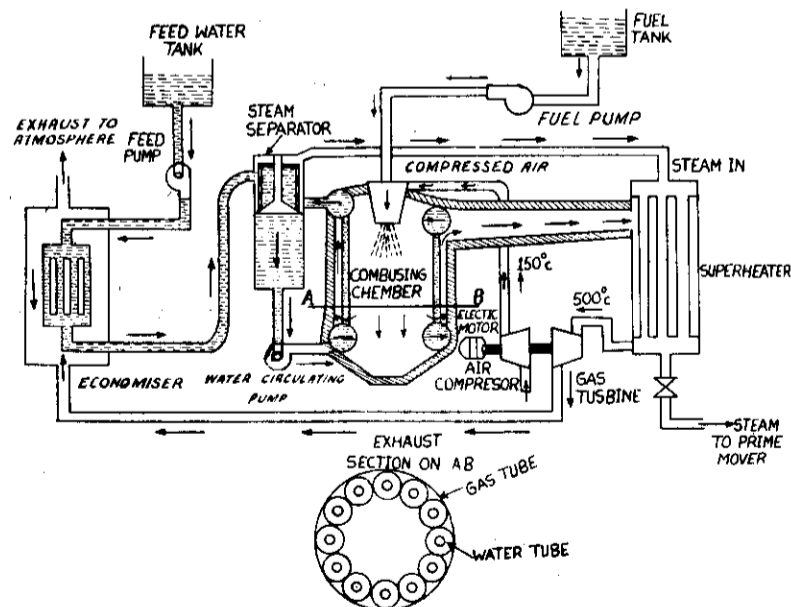 FEED WATER
TANK
FUEL
TANK
EXHAUST TO
ATMOSPHERE
FEED
PUMP
STEAM
SEPARATOR
FUEL PUMP
COMPRESSED AIR
STEAM IN
COMBUSING
CHEMBER
A
B
150°C
500°C
SUPERHEATER
ELECTIC
MOTOR
AIR
COMPRESOR
GAS
TUSBINE
ECONOMISER
WATER CIRCULATING
PUMP
STEAM
TO PRIME
MOVER
EXHAUST
SECTION ON AB
GAS TUBE
WATER TUBE